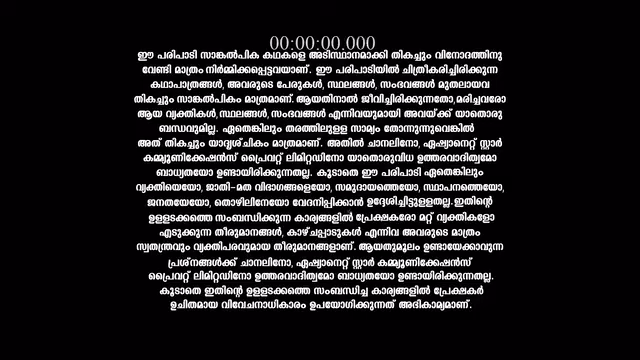 00:00:00.000
ഈ പരിപാടി സാങ്കൽപിക കഥകളെ അടിസ്ഥാനമാക്കി തികച്ചും വിനോദത്തിനു
വേണ്ടി മാത്രം നിർമ്മിക്കപ്പെട്ടവയാണ്. ഈ പരിപാടിയിൽ ചിത്രീകരിച്ചിരിക്കുന്ന
കഥാപാത്രങ്ങൾ, അവരുടെ പേരുകൾ, സ്ഥലങ്ങൾ, സംഭവങ്ങൾ മുതലായവ
തികച്ചും സാങ്കൽപികം മാത്രമാണ്. ആയതിനാൽ ജീവിച്ചിരിക്കുന്നതോ,മരിച്ചവരോ
ആയ വ്യക്തികൾ,സ്ഥലങ്ങൾ,സംഭവങ്ങൾ എന്നിവയുമായി അവയ്ക്ക് യാതൊരു
ബന്ധവുമില്ല. ഏതെങ്കിലും തരത്തിലുള്ള സാമ്യം തോന്നുന്നുവെങ്കിൽ
അത് തികച്ചും യാദൃശ്ചികം മാത്രമാണ്. അതിൽ ചാനലിനോ, ഏഷ്യാനെറ്റ് സ്റ്റാർ
കമ്മ്യൂണിക്കേഷൻസ് പ്രൈവറ്റ് ലിമിറ്റഡിനോ യാതൊരുവിധ ഉത്തരവാദിത്വമോ
ബാധ്യതയോ ഉണ്ടായിരിക്കുന്നതല്ല. കൂടാതെ ഈ പരിപാടി ഏതെങ്കിലും
വ്യക്തിയെയോ, ജാതി-മത വിഭാഗങ്ങളെയോ, സമുദായത്തെയോ, സ്ഥാപനത്തെയോ,
ജനതയേയോ, തൊഴിലിനേയോ വേദനിപ്പിക്കാൻ ഉദ്ദേശിച്ചിട്ടുള്ളതല്ല.ഇതിന്റെ
ഉള്ളടക്കത്തെ സംബന്ധിക്കുന്ന കാര്യങ്ങളിൽ പ്രേക്ഷകരോ മറ്റ് വ്യക്തികളോ
എടുക്കുന്ന തീരുമാനങ്ങൾ, കാഴ്ചപ്പാടുകൾ എന്നിവ അവരുടെ മാത്രം
സ്വതന്ത്രവും വ്യക്തിപരവുമായ തീരുമാനങ്ങളാണ്. ആയതുമൂലം ഉണ്ടായേക്കാവുന്ന
പ്രശ്നങ്ങൾക്ക് ചാനലിനോ, ഏഷ്യാനെറ്റ് സ്റ്റാർ കമ്മ്യൂണിക്കേഷൻസ്
പ്രൈവറ്റ് ലിമിറ്റഡിനോ ഉത്തരവാദിത്വമോ ബാധ്യതയോ ഉണ്ടായിരിക്കുന്നതല്ല.
കൂടാതെ ഇതിന്റെ ഉള്ളടക്കത്തെ സംബന്ധിച്ച കാര്യങ്ങളിൽ പ്രേക്ഷകർ
ഉചിതമായ വിവേചനാധികാരം ഉപയോഗിക്കുന്നത് അഭികാമ്യമാണ്.